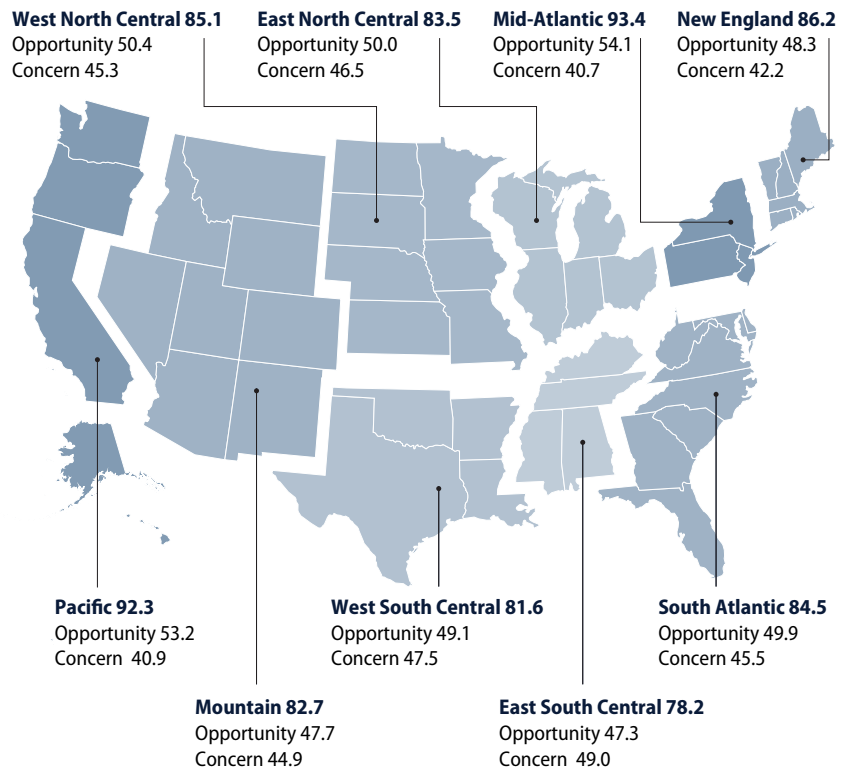 West North Central 85.1
Opportunity 50.4
Concern 45.3
East North Central 83.5
Opportunity 50.0
Concern 46.5
Mid-Atlantic 93.4
Opportunity 54.1
Concern 40.7
New England 86.2
Opportunity 48.3
Concern 42.2
Pacific 92.3
Opportunity 53.2
Concern 40.9
West South Central 81.6
Opportunity 49.1
Concern 47.5
South Atlantic 84.5
Opportunity 49.9
Concern 45.5
Mountain 82.7
Opportunity 47.7
Concern 44.9
East South Central 78.2
Opportunity 47.3
Concern 49.0